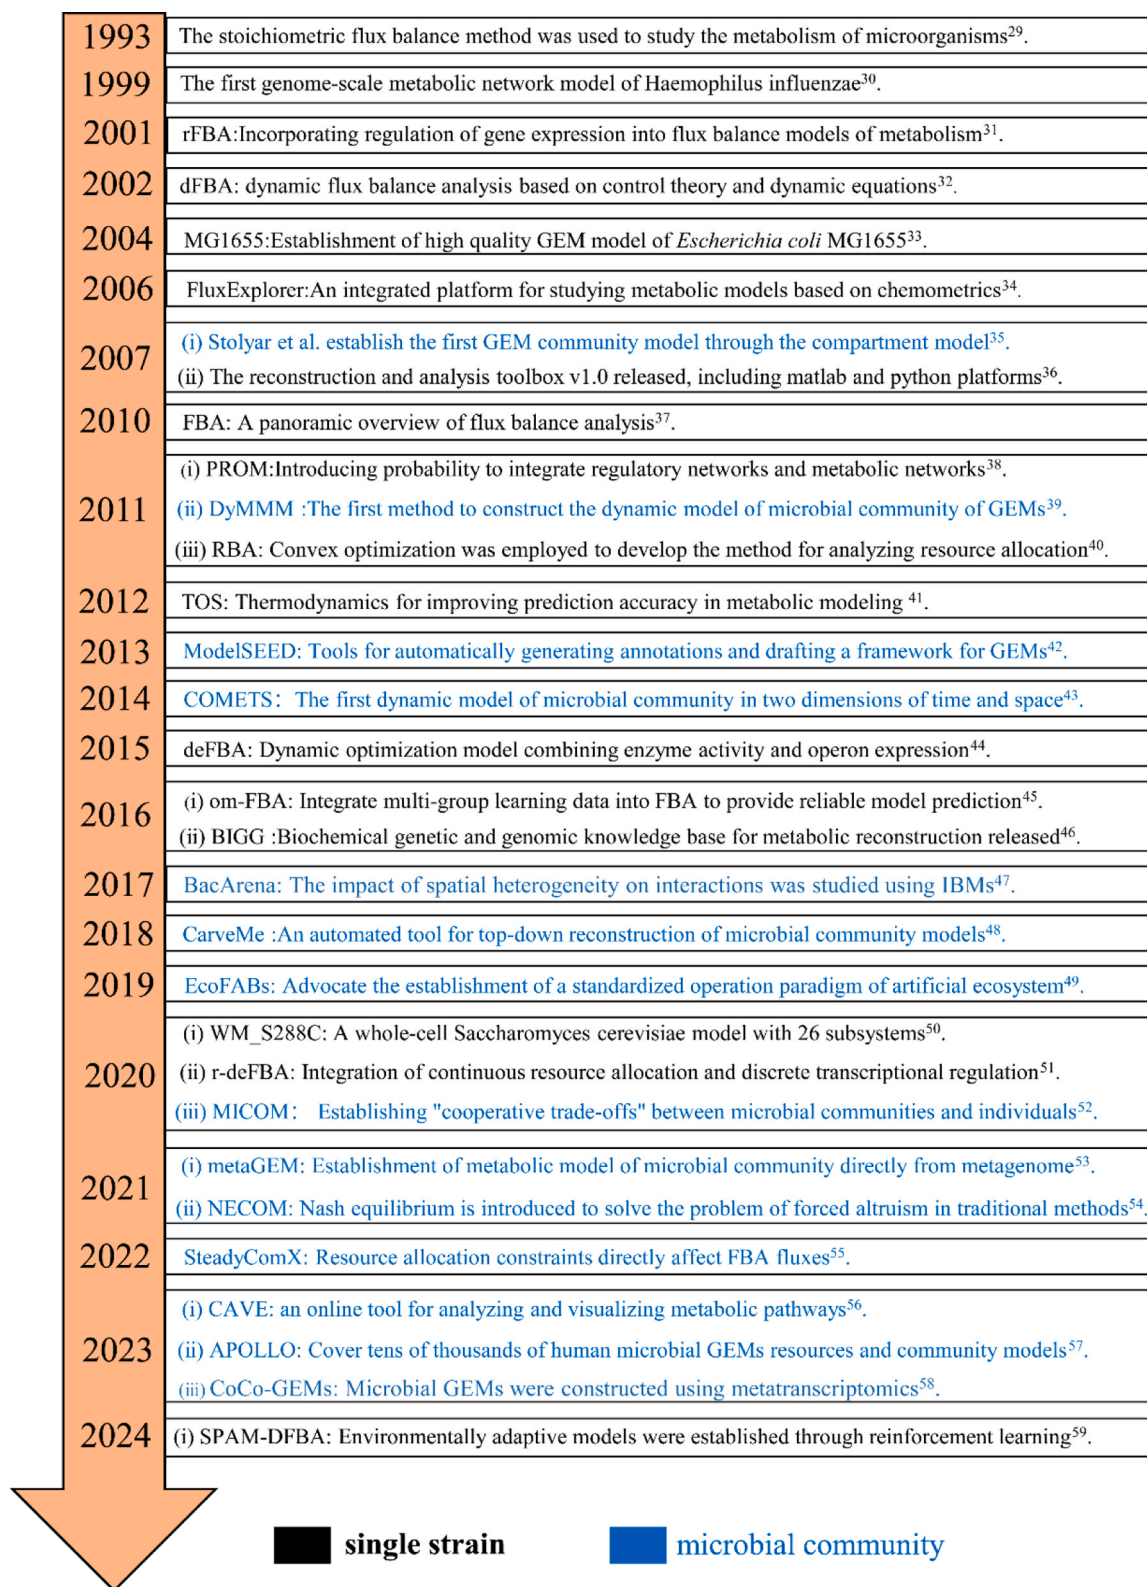 1993 The stoichiometric flux balance method was used to study the metabolism of microorganisms²⁹.
1999 The first genome-scale metabolic network model of Haemophilus influenzae³⁰.
2001 rFBA:Incorporating regulation of gene expression into flux balance models of metabolism³¹.
2002 dFBA: dynamic flux balance analysis based on control theory and dynamic equations³².
2004 MG1655:Establishment of high quality GEM model of Escherichia coli MG1655³³.
2006 FluxExplorer:An integrated platform for studying metabolic models based on chemometrics³⁴.
2007
(i) Stolyar et al. establish the first GEM community model through the compartment model³⁵.
(ii) The reconstruction and analysis toolbox v1.0 released, including matlab and python platforms³⁶.
2010 FBA: A panoramic overview of flux balance analysis³⁷.
2011
(i) PROM:Introducing probability to integrate regulatory networks and metabolic networks³⁸.
(ii) DyMMM :The first method to construct the dynamic model of microbial community of GEMs³⁹.
(iii) RBA: Convex optimization was employed to develop the method for analyzing resource allocation⁴⁰.
2012 TOS: Thermodynamics for improving prediction accuracy in metabolic modeling ⁴¹.
2013 ModelSEED: Tools for automatically generating annotations and drafting a framework for GEMs⁴².
2014 COMETS: The first dynamic model of microbial community in two dimensions of time and space⁴³.
2015 deFBA: Dynamic optimization model combining enzyme activity and operon expression⁴⁴.
2016
(i) om-FBA: Integrate multi-group learning data into FBA to provide reliable model prediction⁴⁵.
(ii) BIGG :Biochemical genetic and genomic knowledge base for metabolic reconstruction released⁴⁶.
2017 BacArena: The impact of spatial heterogeneity on interactions was studied using IBMs⁴⁷.
2018 CarveMe :An automated tool for top-down reconstruction of microbial community models⁴⁸.
2019 EcoFABs: Advocate the establishment of a standardized operation paradigm of artificial ecosystem⁴⁹.
2020
(i) WM_S288C: A whole-cell Saccharomyces cerevisiae model with 26 subsystems⁵⁰.
(ii) r-deFBA: Integration of continuous resource allocation and discrete transcriptional regulation⁵¹.
(iii) MICOM: Establishing "cooperative trade-offs" between microbial communities and individuals⁵².
2021
(i) metaGEM: Establishment of metabolic model of microbial community directly from metagenome⁵³.
(ii) NECOM: Nash equilibrium is introduced to solve the problem of forced altruism in traditional methods⁵⁴.
2022 SteadyComX: Resource allocation constraints directly affect FBA fluxes⁵⁵.
2023
(i) CAVE: an online tool for analyzing and visualizing metabolic pathways⁵⁶.
(ii) APOLLO: Cover tens of thousands of human microbial GEMs resources and community models⁵⁷.
(iii) CoCo-GEMs: Microbial GEMs were constructed using metatranscriptomics⁵⁸.
2024 (i) SPAM-DFBA: Environmentally adaptive models were established through reinforcement learning⁵⁹.
single strain
microbial community